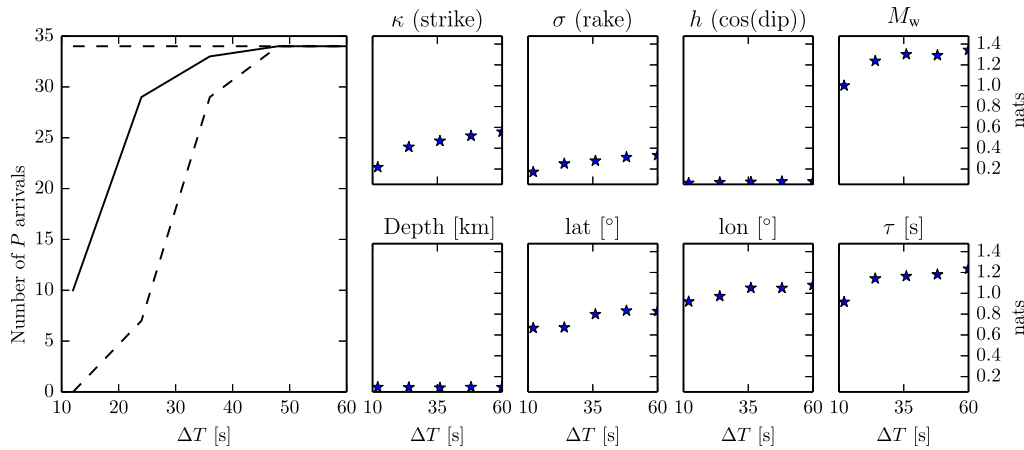 κ (strike)
σ (rake)
h (cos(dip))
M_w
35
30
25
20
15
10
5
0
Number of P arrivals
1.4
1.2
1.0
0.8
0.6
0.4
0.2
nats
Depth [km]
lat [°]
lon [°]
τ [s]
1.4
1.2
1.0
0.8
0.6
0.4
0.2
nats
10 20 30 40 50 60
10 35 60
10 35 60
10 35 60
10 35 60
ΔT [s]
ΔT [s]
ΔT [s]
ΔT [s]
ΔT [s]